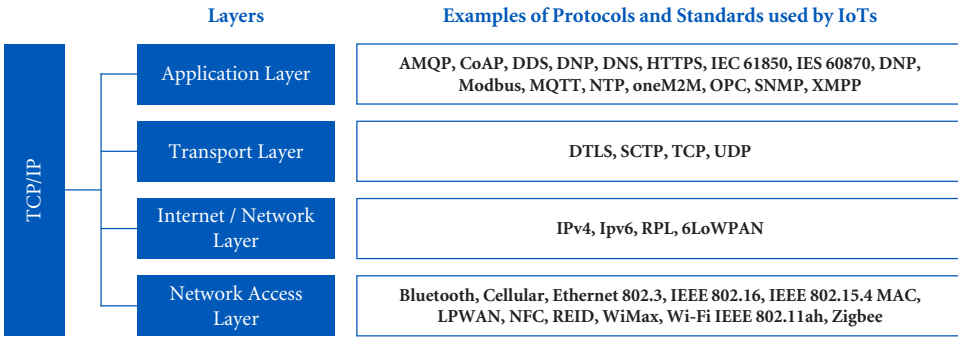 Layers
Examples of Protocols and Standards used by IoTs
TCP/IP
Application Layer
AMQP, CoAP, DDS, DNP, DNS, HTTPS, IEC 61850, IES 60870, DNP,
Modbus, MQTT, NTP, oneM2M, OPC, SNMP, XMPP
Transport Layer
DTLS, SCTP, TCP, UDP
Internet / Network
Layer
IPv4, Ipv6, RPL, 6LoWPAN
Network Access
Layer
Bluetooth, Cellular, Ethernet 802.3, IEEE 802.16, IEEE 802.15.4 MAC,
LPWAN, NFC, REID, WiMax, Wi-Fi IEEE 802.11ah, Zigbee